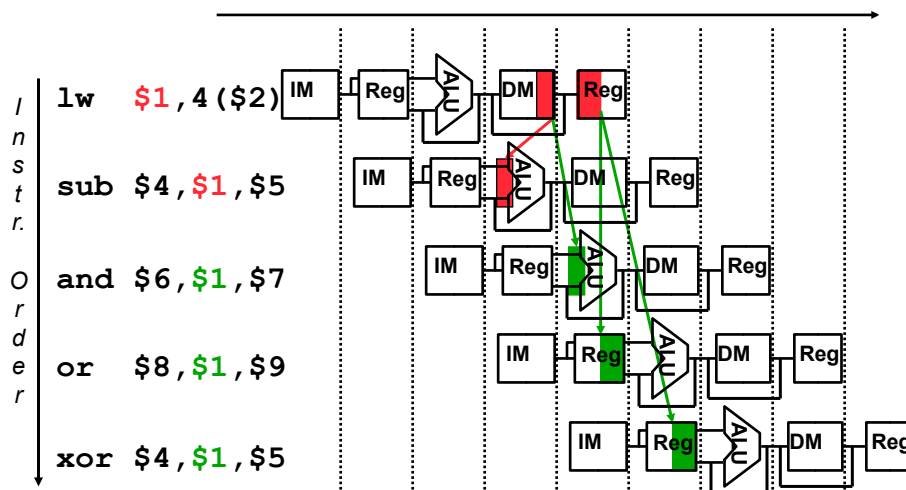 Instr. Order
lw $1,4($2) IM Reg ALU DM Reg
sub $4,$1,$5 IM Reg ALU DM Reg
and $6,$1,$7 IM Reg ALU DM Reg
or $8,$1,$9 IM Reg ALU DM Reg
xor $4,$1,$5 IM Reg ALU DM Reg